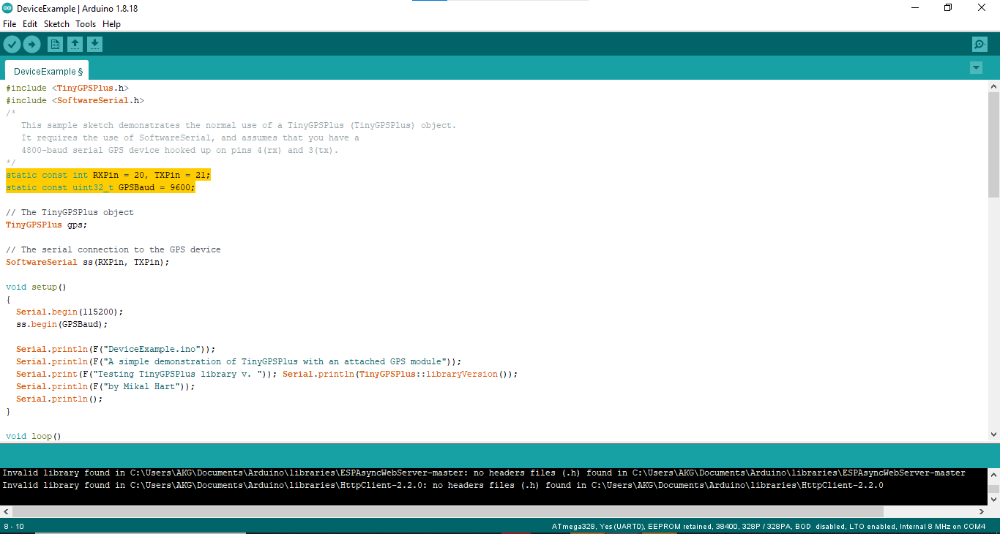 DeviceExample | Arduino 1.8.18
File Edit Sketch Tools Help
DeviceExample §
#include <TinyGPSPlus.h>
#include <SoftwareSerial.h>
/*
   This sample sketch demonstrates the normal use of a TinyGPSPlus (TinyGPSPlus) object.
   It requires the use of SoftwareSerial, and assumes that you have a
   4800-baud serial GPS device hooked up on pins 4(rx) and 3(tx).
*/
static const int RXPin = 20, TXPin = 21;
static const uint32_t GPSBaud = 9600;
// The TinyGPSPlus object
TinyGPSPlus gps;
// The serial connection to the GPS device
SoftwareSerial ss(RXPin, TXPin);
void setup()
{
  Serial.begin(115200);
  ss.begin(GPSBaud);
  Serial.println(F("DeviceExample.ino"));
  Serial.println(F("A simple demonstration of TinyGPSPlus with an attached GPS module"));
  Serial.print(F("Testing TinyGPSPlus library v. ")); Serial.println(TinyGPSPlus::libraryVersion());
  Serial.println(F("by Mikal Hart"));
  Serial.println();
}
void loop()
Invalid library found in C:\Users\AKG\Documents\Arduino\libraries\ESPAsyncWebServer-master: no headers files (.h) found in C:\Users\AKG\Documents\Arduino\libraries\ESPAsyncWebServer-master
Invalid library found in C:\Users\AKG\Documents\Arduino\libraries\HttpClient-2.2.0: no headers files (.h) found in C:\Users\AKG\Documents\Arduino\libraries\HttpClient-2.2.0
8 - 10 ATmega328, Yes (UART0), EEPROM retained, 38400, 328P / 328PA, BOD disabled, LTO enabled, Internal 8 MHz on COM4